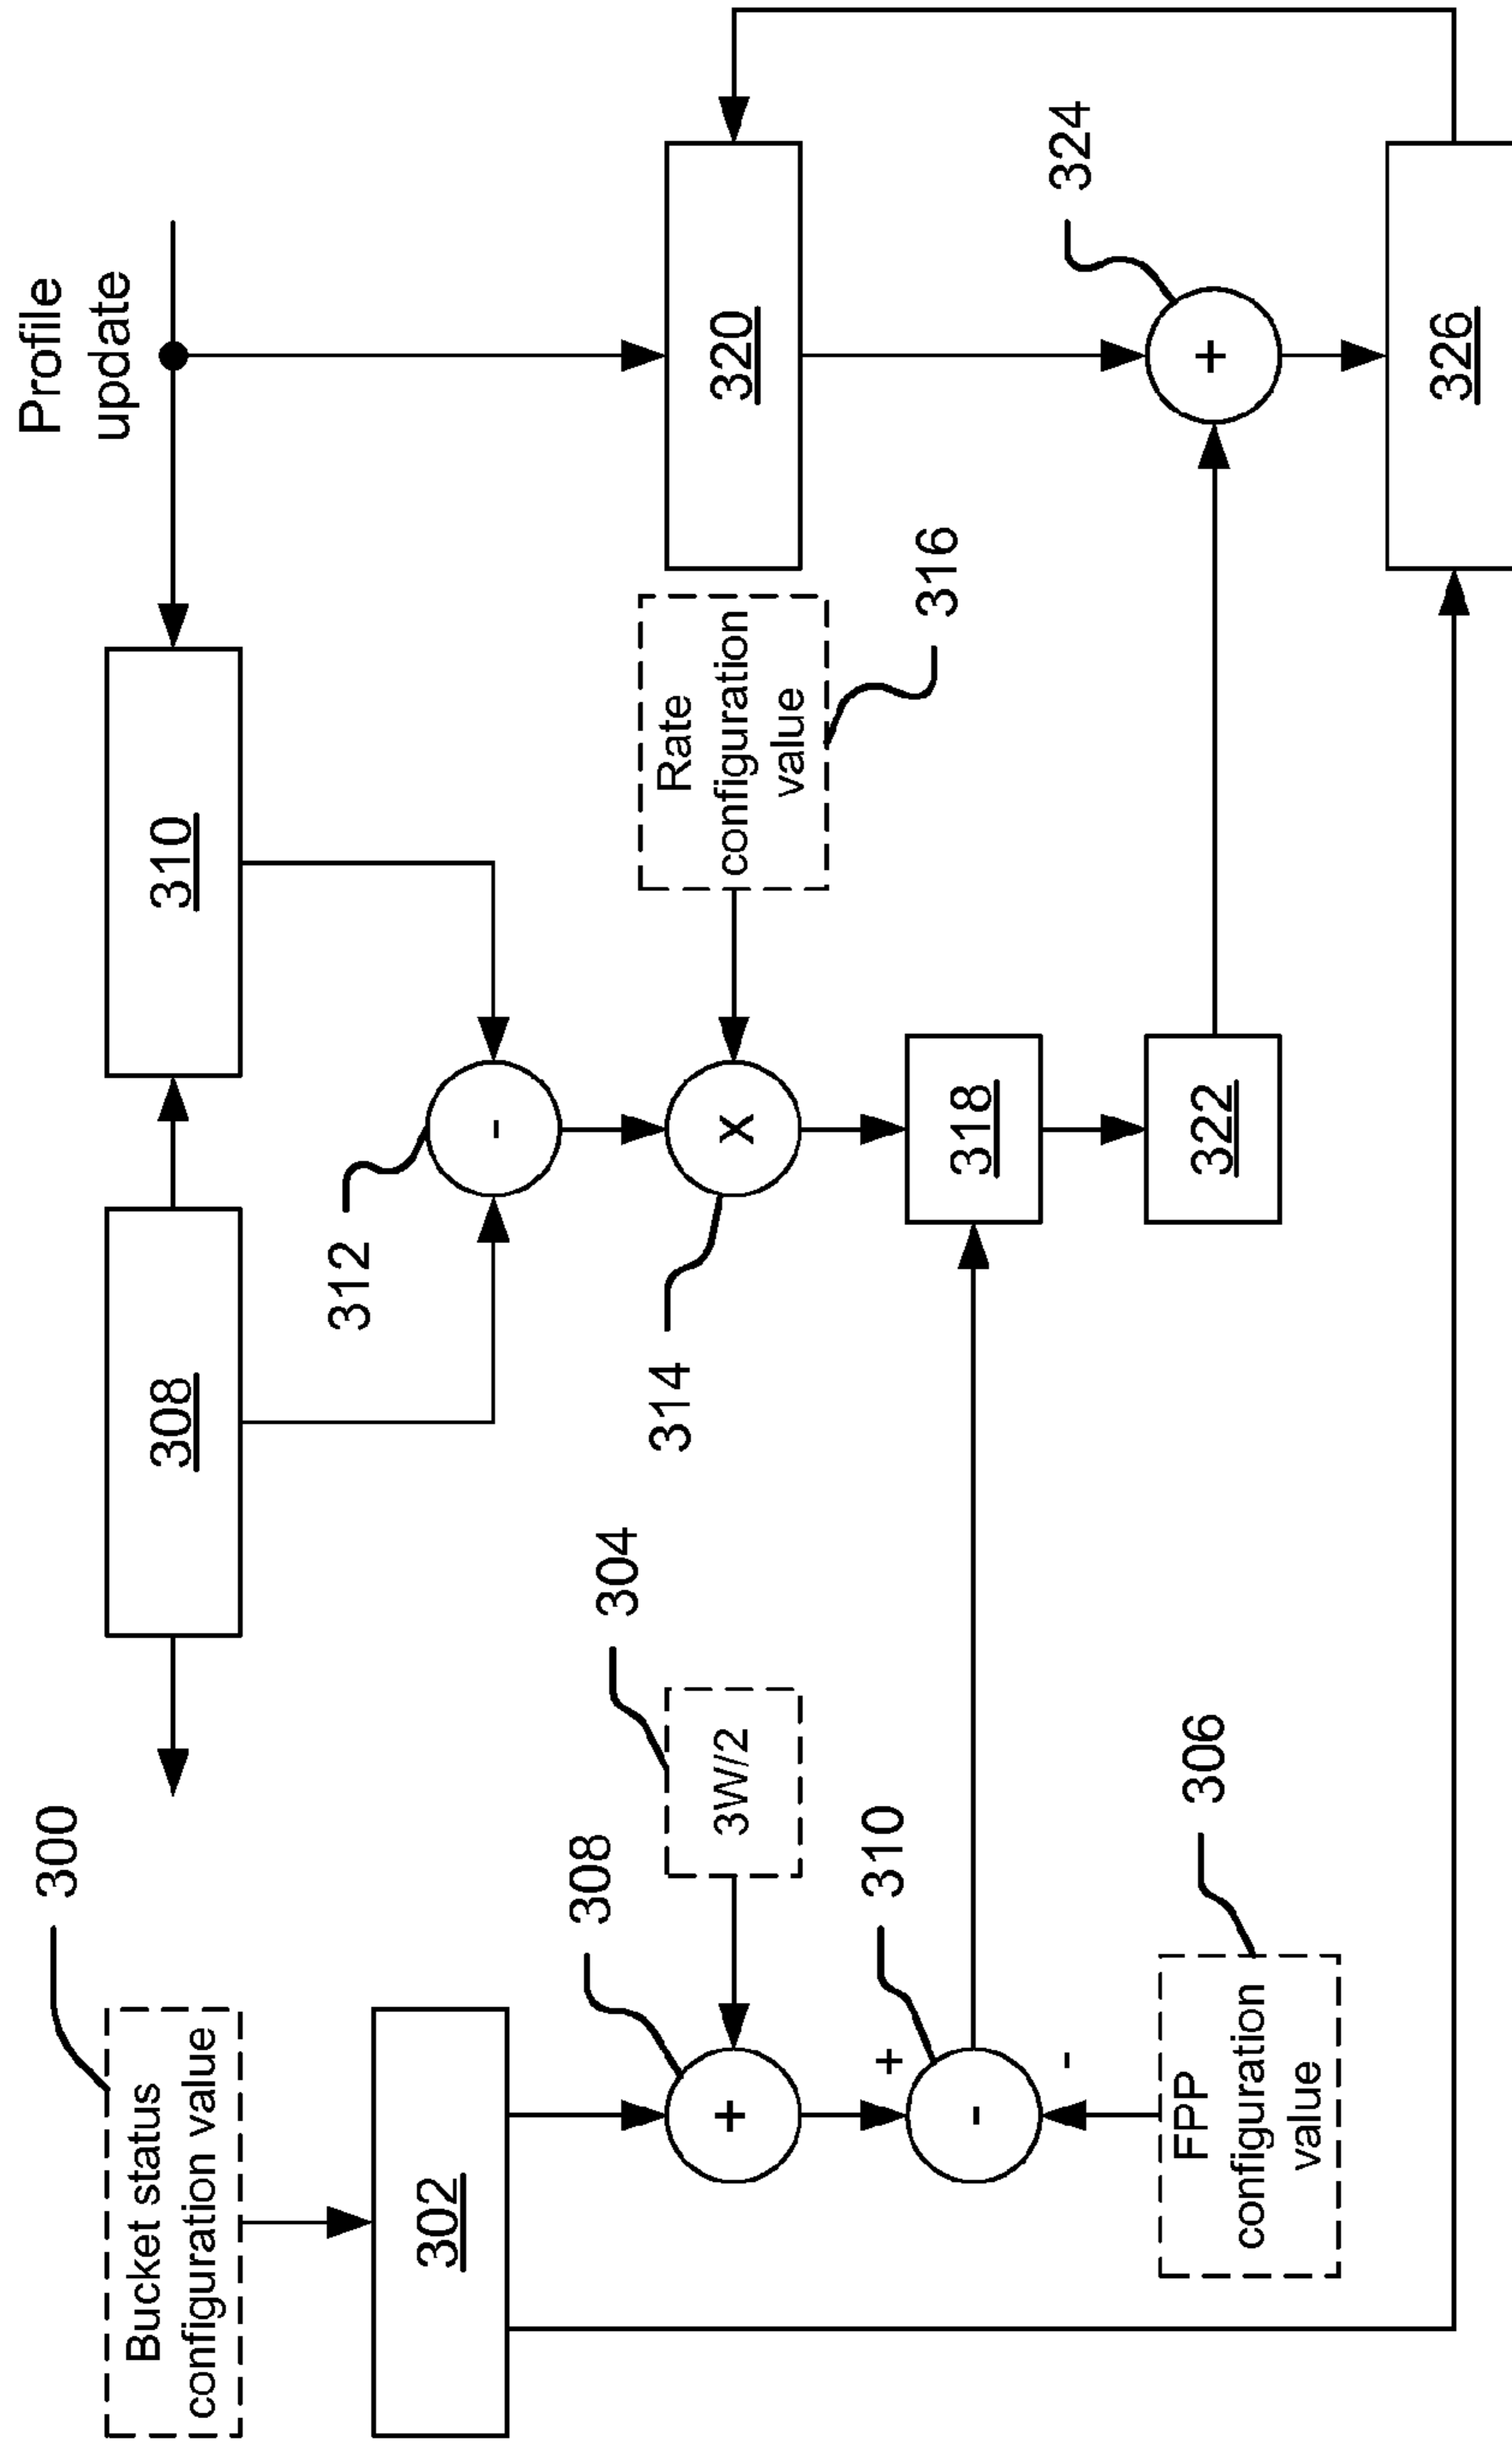 300
Bucket status
configuration value
302
308
+
304
3W/2
310
+
-
-
306
FPP
configuration
value
308
310
Profile
update
312
-
314
x
Rate
configuration
value
316
318
322
320
324
+
326